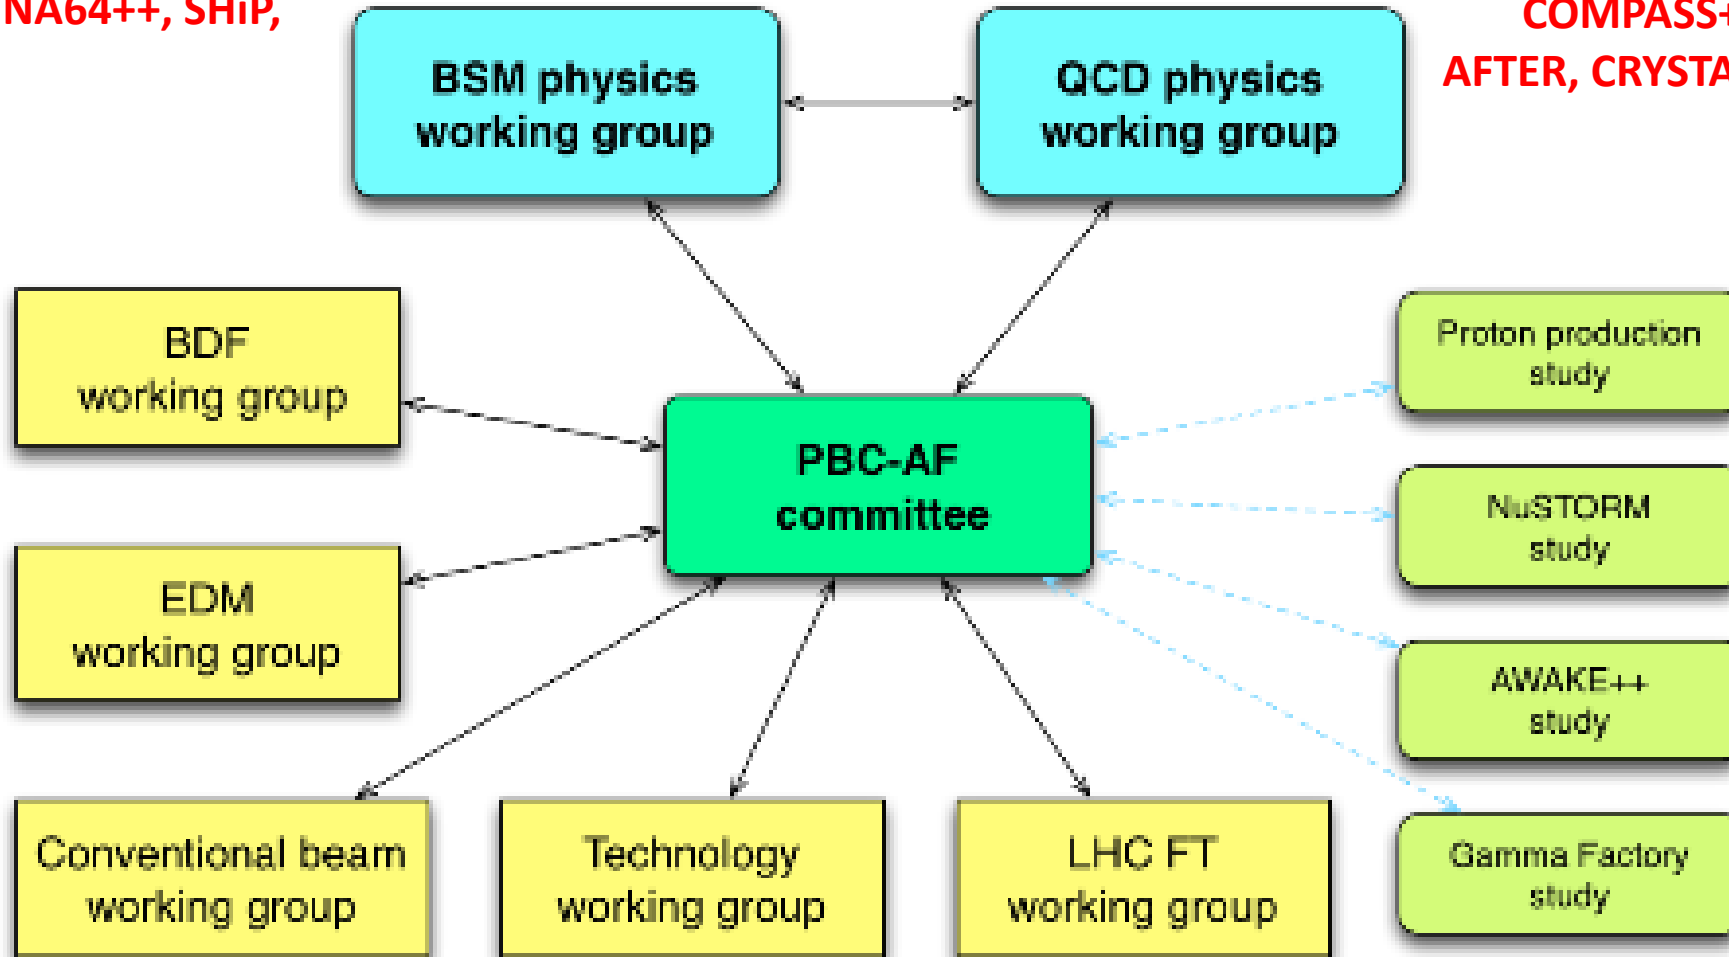 NA64++, SHiP,
COMPASS+
AFTER, CRYSTA
BSM physics
working group
QCD physics
working group
BDF
working group
Proton production
study
PBC-AF
committee
NuSTORM
study
EDM
working group
AWAKE++
study
Conventional beam
working group
Technology
working group
LHC FT
working group
Gamma Factory
study